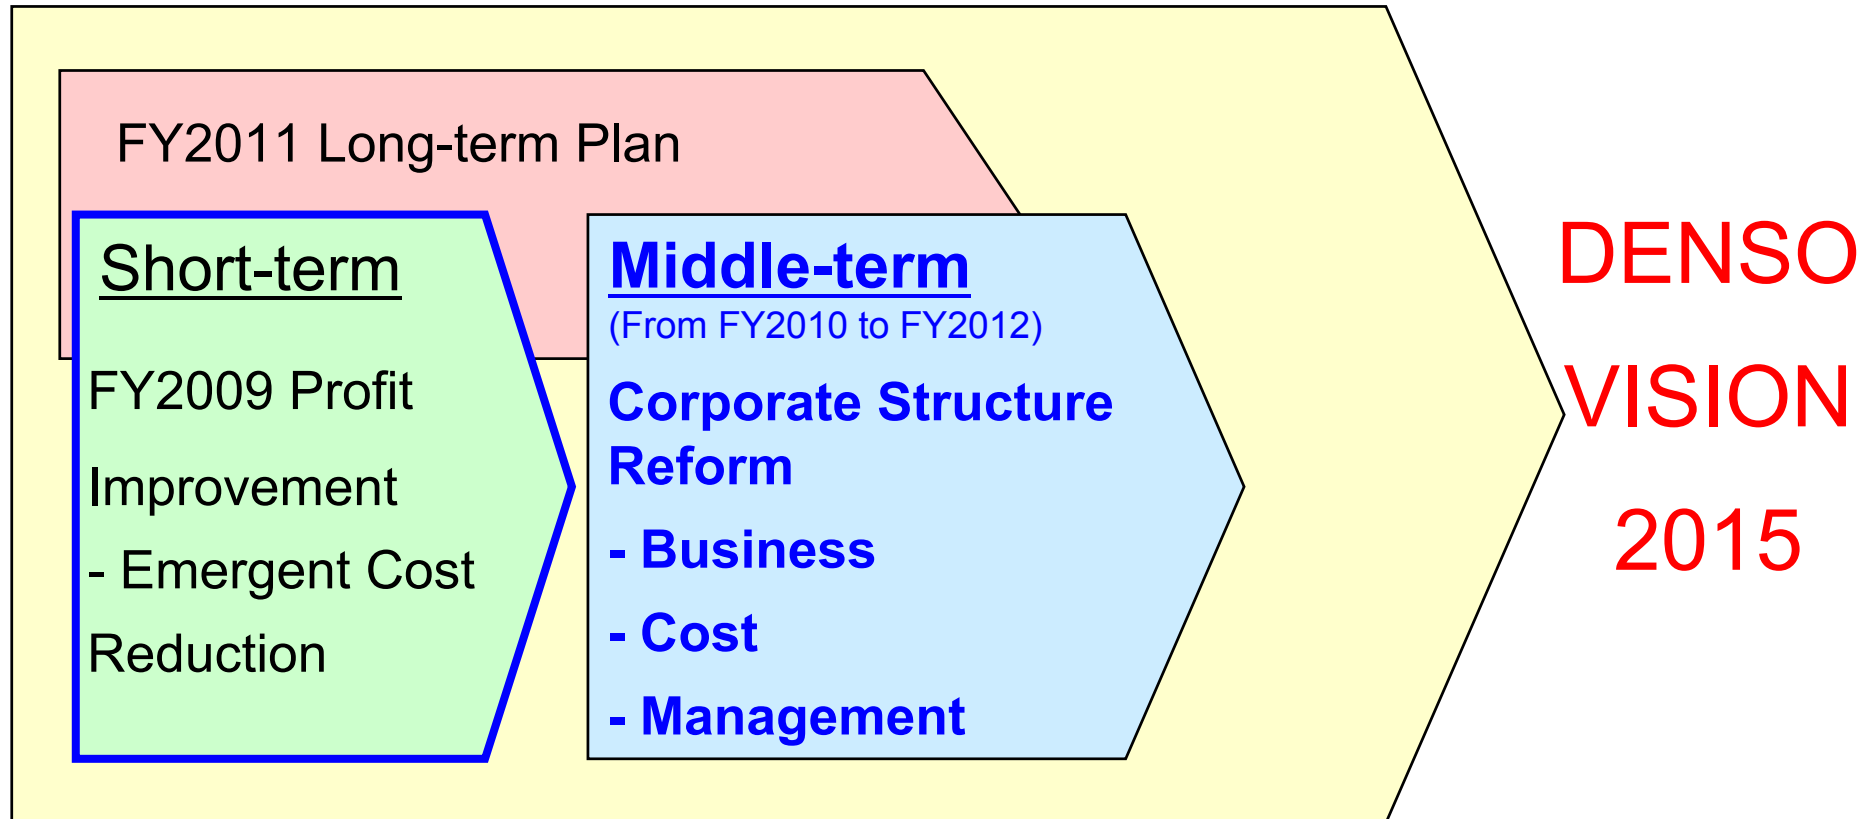 FY2011 Long-term Plan
Short-term
FY2009 Profit
Improvement
- Emergent Cost
Reduction
Middle-term
(From FY2010 to FY2012)
Corporate Structure
Reform
- Business
- Cost
- Management
DENSO
VISION
2015